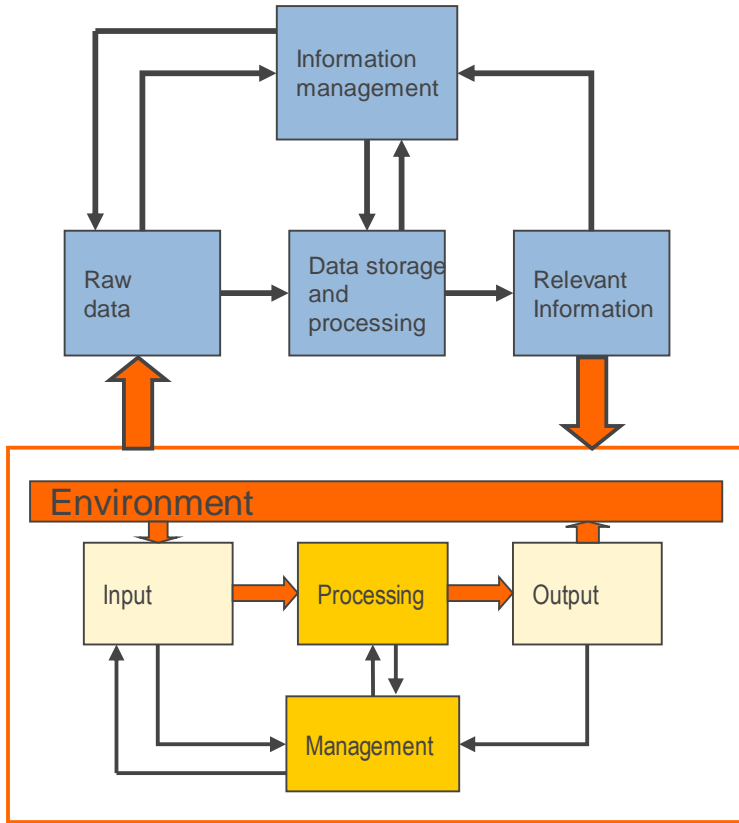 Information
management
Raw
data
Data storage
and
processing
Relevant
Information
Environment
Input
Processing
Output
Management